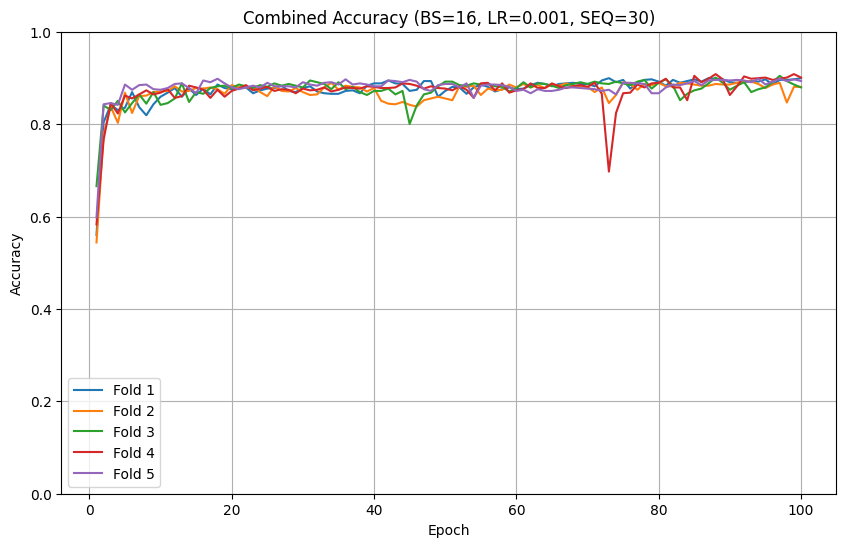 Combined Accuracy (BS=16, LR=0.001, SEQ=30)
1.0
0.8
0.6
0.4
0.2
0.0
Accuracy
Fold 1
Fold 2
Fold 3
Fold 4
Fold 5
0 20 40 60 80 100
Epoch